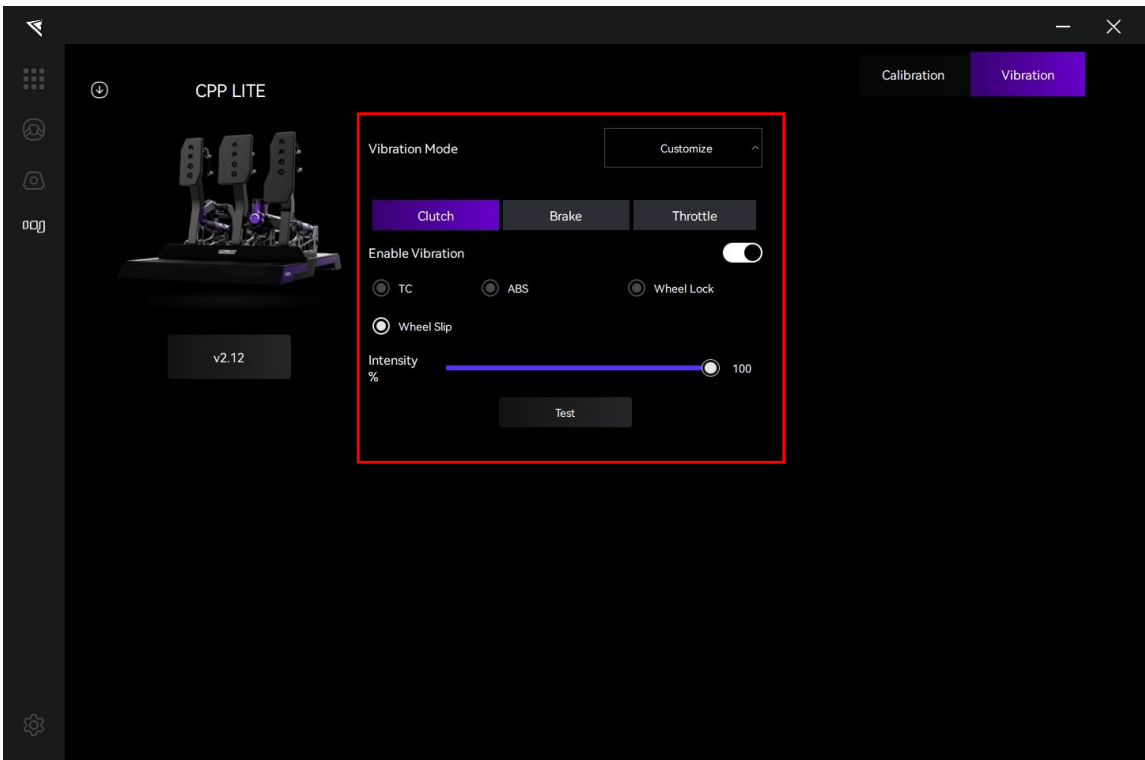 CPP LITE
Calibration
Vibration
Vibration Mode
Customize
Clutch
Brake
Throttle
Enable Vibration
TC
ABS
Wheel Lock
Wheel Slip
v2.12
Intensity
%
100
Test